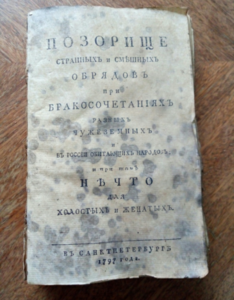 ПОЗОРИЩЕ
СТРАННЫХЪ и СМѢШНЫХЪ
ОБРЯДОВЪ
при
БРАКОСОЧЕТАНІЯХЪ
РАЗНЫХЪ
ЧУЖЕЗЕМНЫХЪ
ВЪ РОССІИ ОБИТАЮЩИХЪ НАРОДОВЪ
и при томъ
НѢЧТО
ДЛЯ
ХОЛОСТЫХЪ и ЖЕНАТЫХЪ.
ВЪ САНКТПЕТЕРБУРГѢ
1797 года.